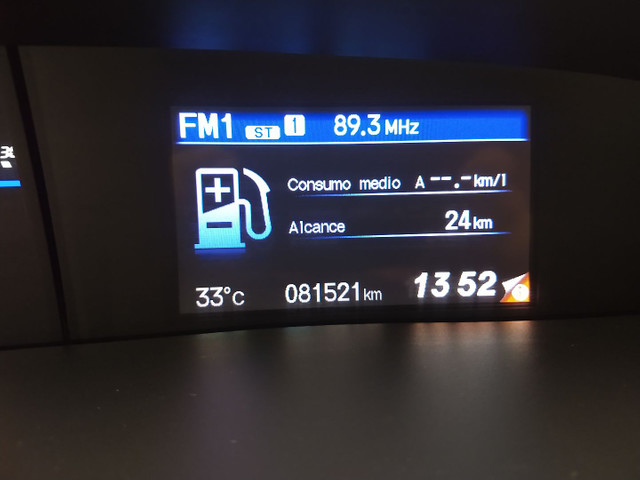 FM1 ST 1 89.3 MHz
Consumo medio A --.- km/l
Alcance 24 km
33°C 081521 km 13 52